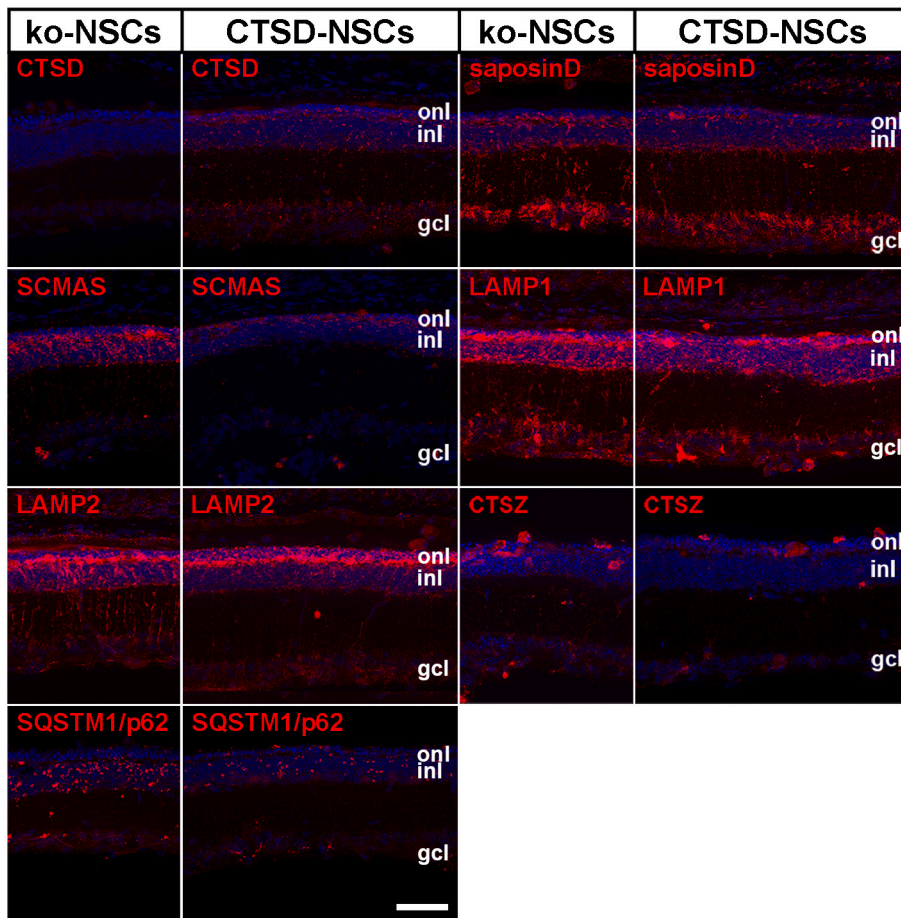 ko-NSCs CTSD-NSCs ko-NSCs CTSD-NSCs
CTSD CTSD saposinD saposinD
onl onl
inl inl
gcl gcl
SCMAS SCMAS LAMP1 LAMP1
onl onl
inl inl
gcl gcl
LAMP2 LAMP2 CTSZ CTSZ
onl onl
inl inl
gcl gcl
SQSTM1/p62 SQSTM1/p62
onl
inl
gcl